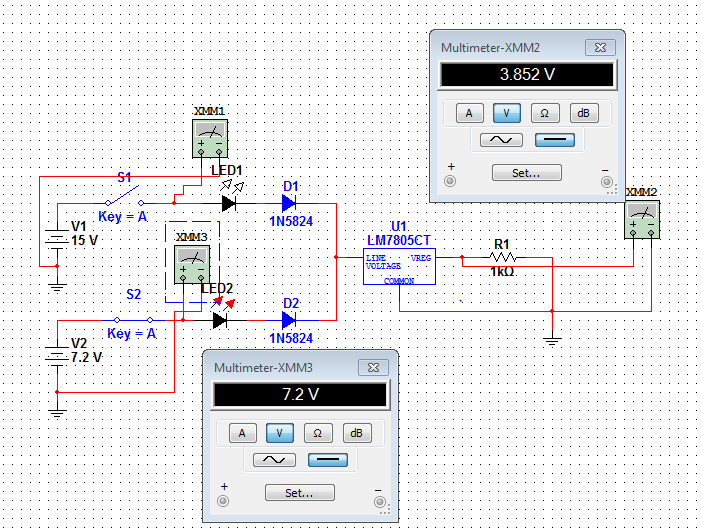 Multimeter-XMM2
3.852 V
A
V
Ω
dB
+
Set...
−
XMM1
+ −
S1
LED1
D1
XMM2
+ −
Key = A
1N5824
V1
15 V
XMM3
+ −
U1
LM7805CT
LINE VREG
VOLTAGE
COMMON
R1
1kΩ
S2
LED2
D2
Key = A
1N5824
V2
7.2 V
Multimeter-XMM3
7.2 V
A
V
Ω
dB
+
Set...
−